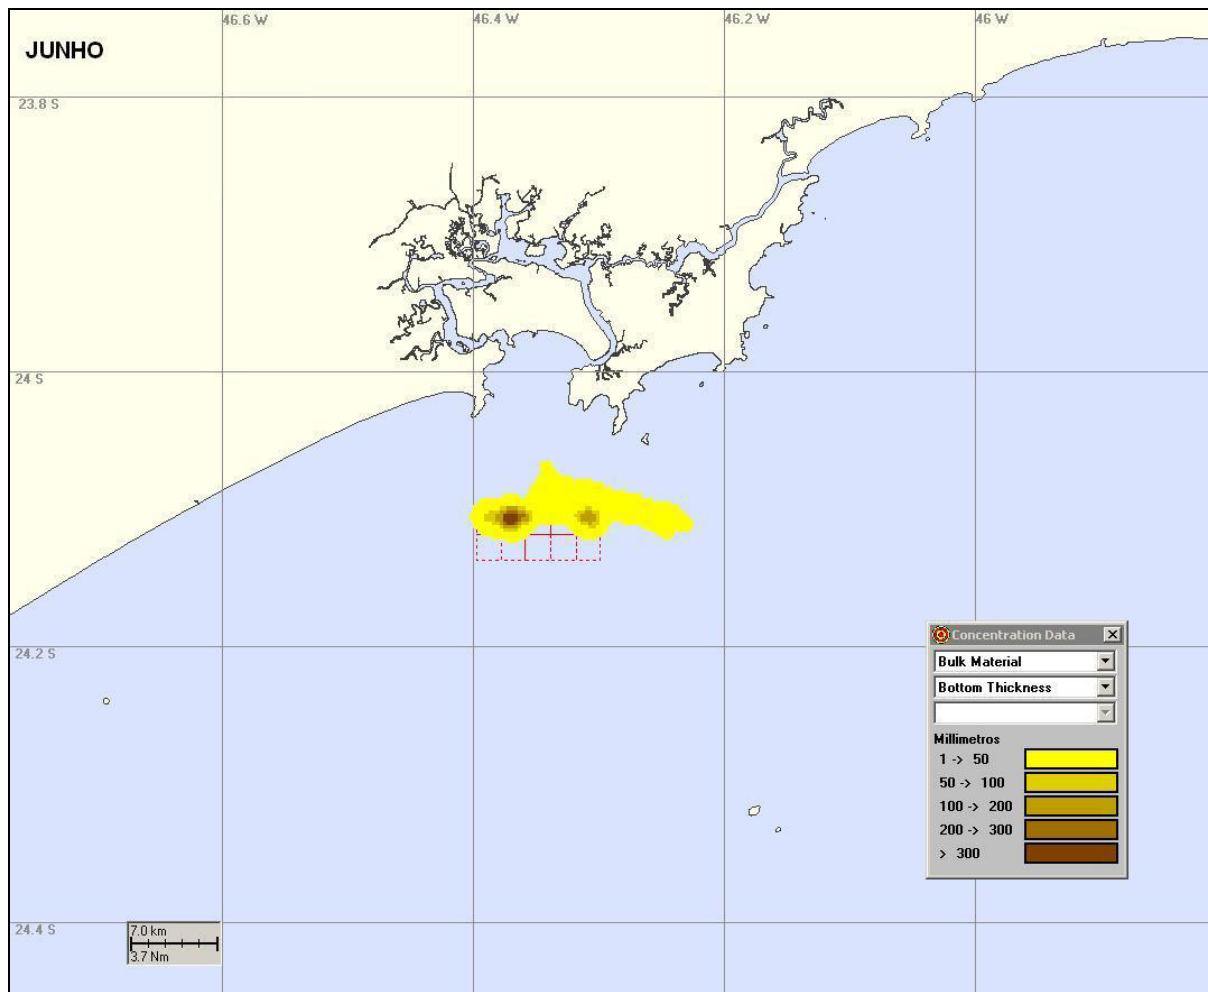 46.6 W
46.4 W
46.2 W
46 W
JUNHO
23.8 S
24 S
24.2 S
24.4 S
Concentration Data
Bulk Material
Bottom Thickness
Millimetros
1 -> 50
50 -> 100
100 -> 200
200 -> 300
> 300
7.0 km
3.7 Nm